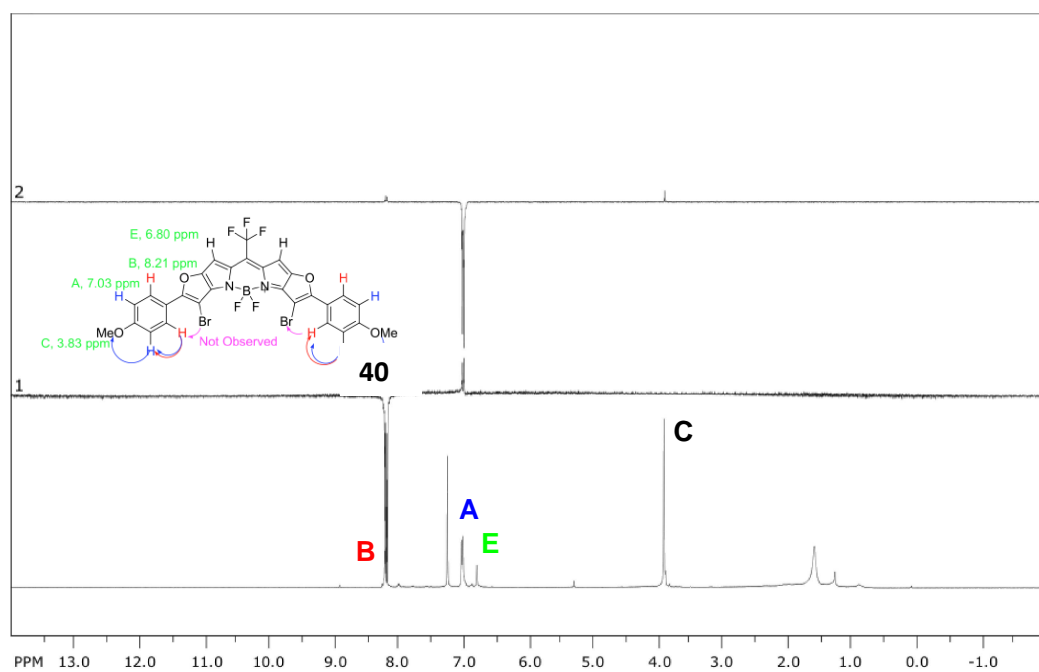 2
F
F F
E, 6.80 ppm
H H
B, 8.21 ppm
H H
A, 7.03 ppm
O O
H H
N B N
F F
Br Br
MeO OMe
H H
Not Observed
C, 3.83 ppm
H
40
1
C
A
B
E
PPM 13.0 12.0 11.0 10.0 9.0 8.0 7.0 6.0 5.0 4.0 3.0 2.0 1.0 0.0 -1.0